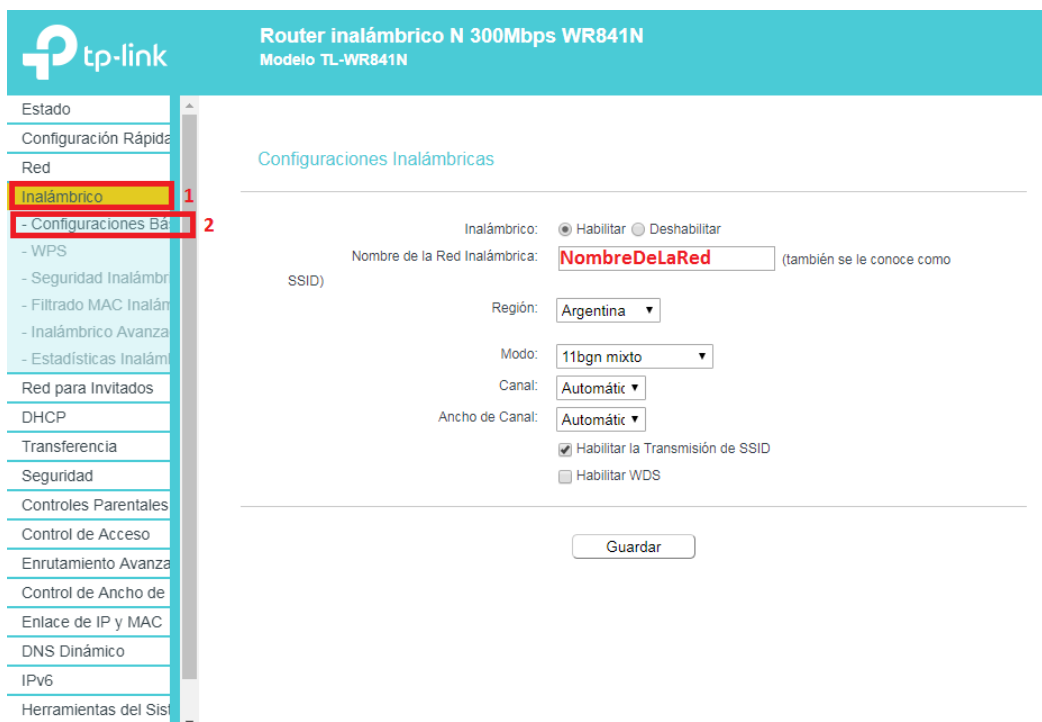 tp-link
Router inalámbrico N 300Mbps WR841N
Modelo TL-WR841N
Estado
Configuración Rápida
Red
Inalámbrico 1
- Configuraciones Bá 2
- WPS
- Seguridad Inalámbr
- Filtrado MAC Inalám
- Inalámbrico Avanza
- Estadísticas Inalámb
Red para Invitados
DHCP
Transferencia
Seguridad
Controles Parentales
Control de Acceso
Enrutamiento Avanza
Control de Ancho de
Enlace de IP y MAC
DNS Dinámico
IPv6
Herramientas del Sist
Configuraciones Inalámbricas
Inalámbrico: Habilitar Deshabilitar
Nombre de la Red Inalámbrica: NombreDeLaRed (también se le conoce como
SSID)
Región: Argentina
Modo: 11bgn mixto
Canal: Automátic
Ancho de Canal: Automátic
Habilitar la Transmisión de SSID
Habilitar WDS
Guardar